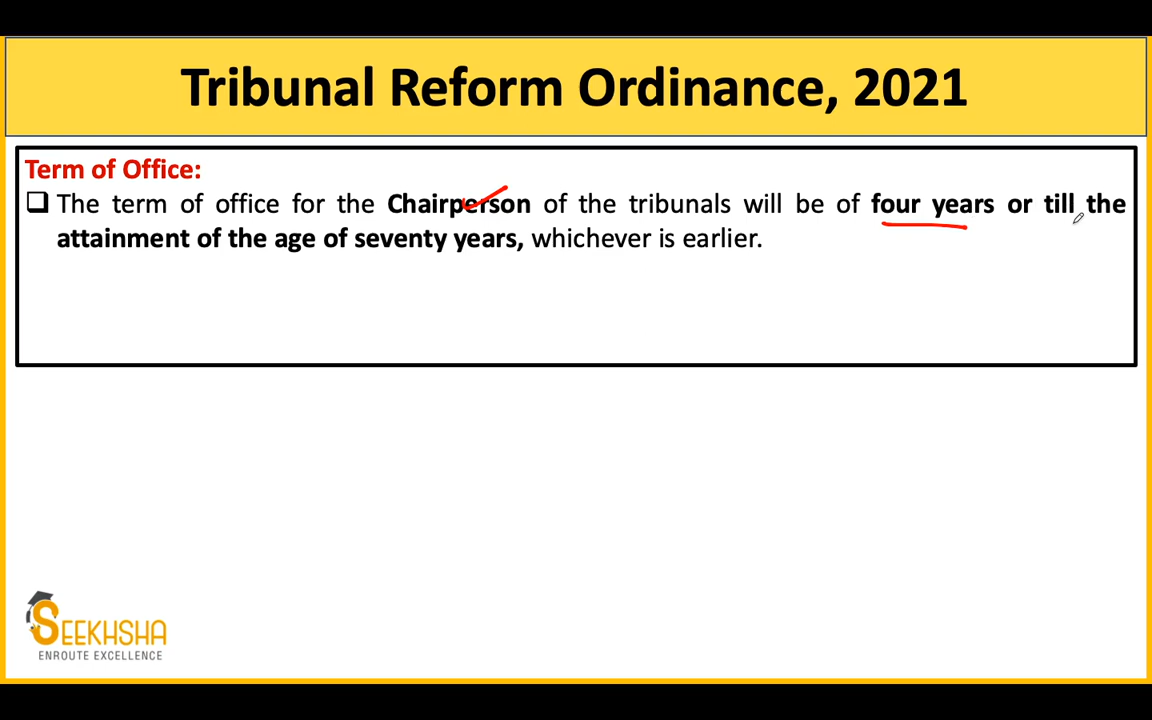 Tribunal Reform Ordinance, 2021
Term of Office:
The term of office for the Chairperson of the tribunals will be of four years or till the
attainment of the age of seventy years, whichever is earlier.
SEEKHSHA
ENROUTE EXCELLENCE